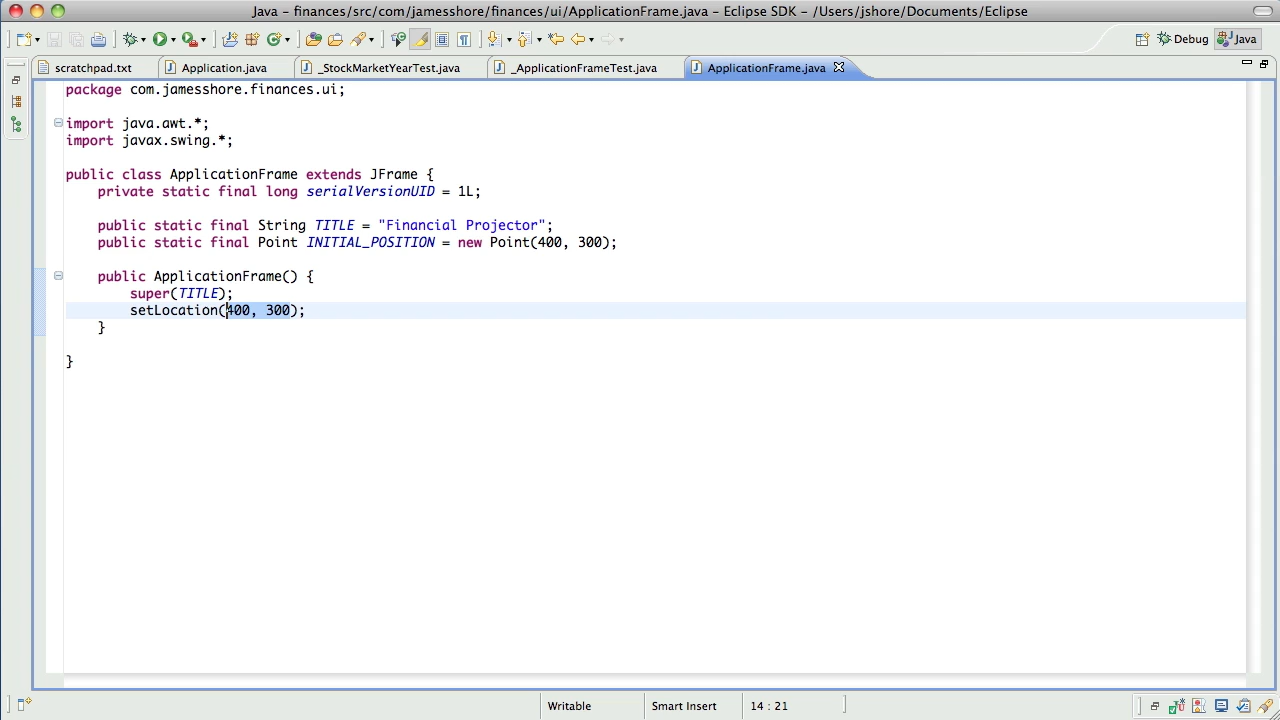 Java – finances/src/com/jamesshore/finances/ui/ApplicationFrame.java – Eclipse SDK – /Users/jshore/Documents/Eclipse
Debug Java
scratchpad.txt Application.java _StockMarketYearTest.java _ApplicationFrameTest.java ApplicationFrame.java
package com.jamesshore.finances.ui;
import java.awt.*;
import javax.swing.*;
public class ApplicationFrame extends JFrame {
private static final long serialVersionUID = 1L;
public static final String TITLE = "Financial Projector";
public static final Point INITIAL_POSITION = new Point(400, 300);
public ApplicationFrame() {
super(TITLE);
setLocation(400, 300);
}
}
Writable Smart Insert 14 : 21